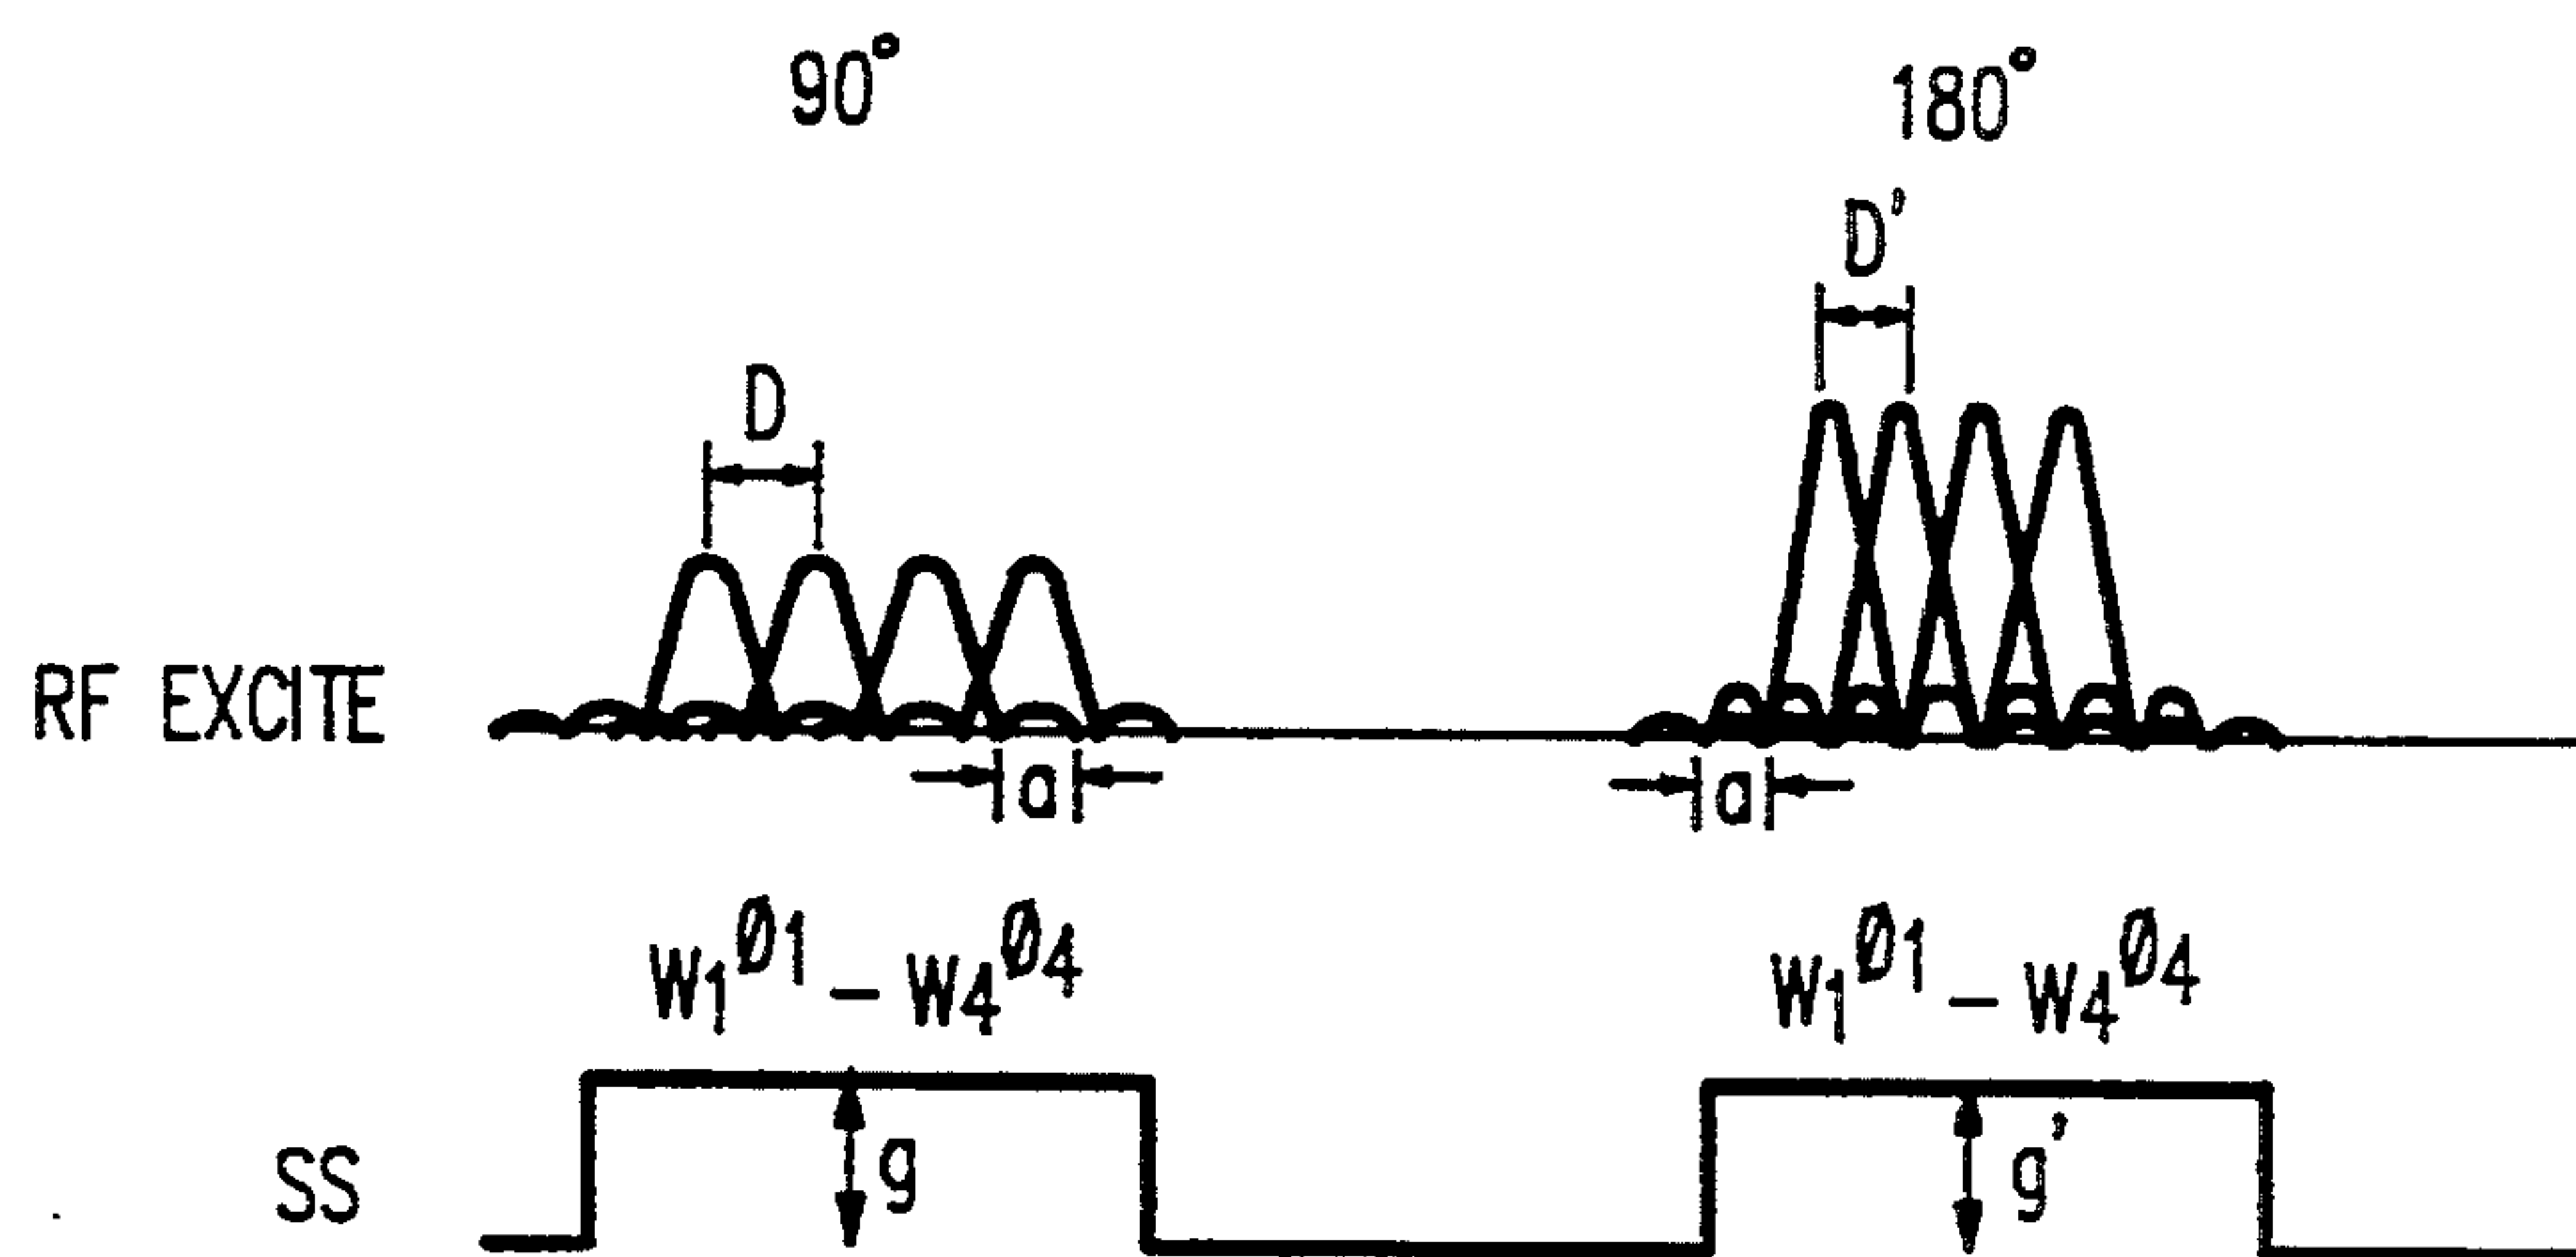 90° 180°
D'
D
RF EXCITE
a a
W1Ø1 – W4Ø4 W1Ø1 – W4Ø4
SS g g'